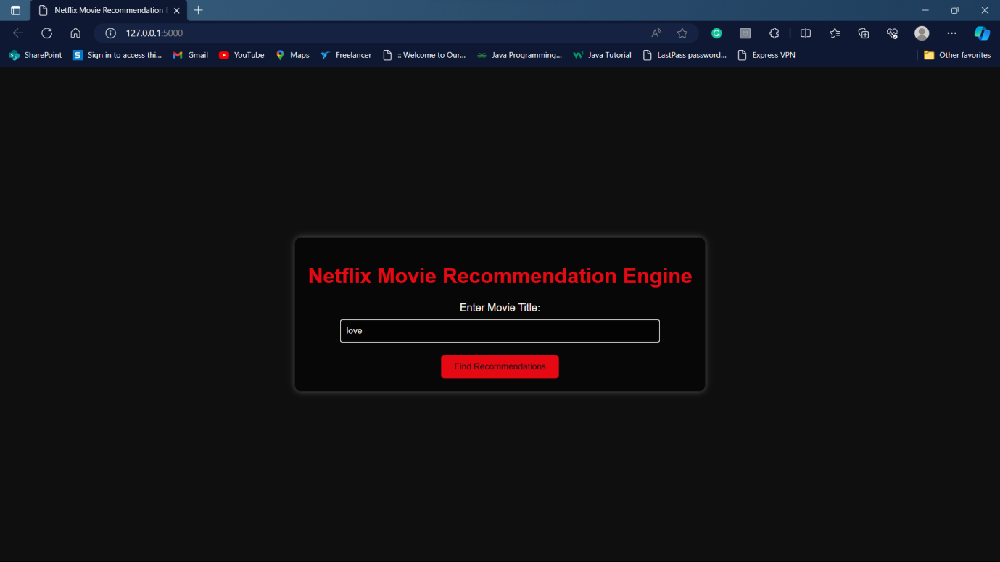 Netflix Movie Recommendation
127.0.0.1:5000
SharePoint
Sign in to access thi...
Gmail
YouTube
Maps
Freelancer
:: Welcome to Our...
Java Programming...
Java Tutorial
LastPass password...
Express VPN
Other favorites
Netflix Movie Recommendation Engine
Enter Movie Title:
love
Find Recommendations